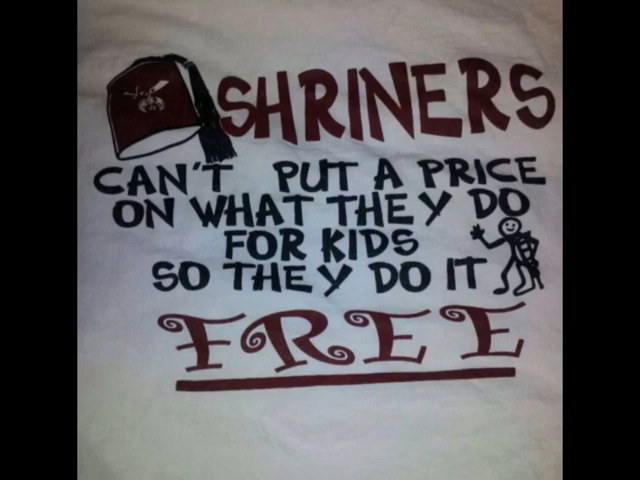 SHRINERS
CAN'T PUT A PRICE
ON WHAT THEY DO
FOR KIDS
SO THEY DO IT
FREE